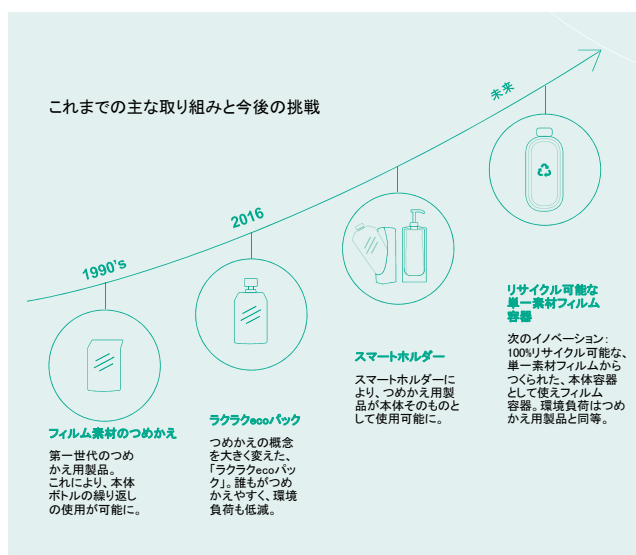 これまでの主な取り組みと今後の挑戦
1990's
2016
未来
フィルム素材のつめかえ
第一世代のつめ
かえ用製品。
これにより、本体
ボトルの繰り返し
の使用が可能に。
ラクラクecoパック
つめかえの概念
を大きく変えた、
「ラクラクecoパッ
ク」。誰もがつめ
かえやすく、環境
負荷も低減。
スマートホルダー
スマートホルダーに
より、つめかえ用製
品が本体そのものと
して使用可能に。
リサイクル可能な
単一素材フィルム
容器
次のイノベーション:
100%リサイクル可能な、
単一素材フィルムから
つくられた、本体容器
として使えフィルム
容器。環境負荷はつめ
かえ用製品と同等。